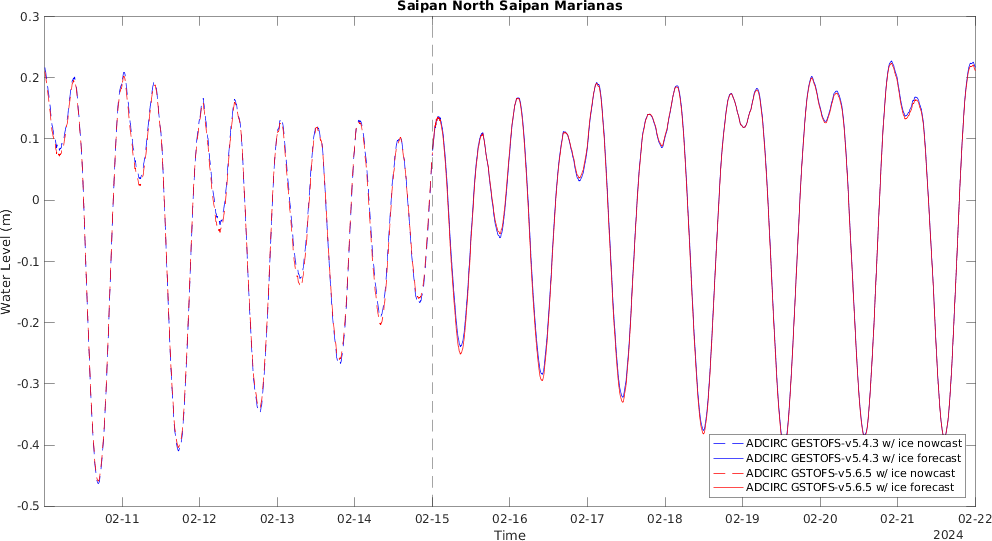 Saipan North Saipan Marianas
0.3
0.2
0.1
0
-0.1
-0.2
-0.3
-0.4
-0.5
Water Level (m)
ADCIRC GESTOFS-v5.4.3 w/ ice nowcast
ADCIRC GESTOFS-v5.4.3 w/ ice forecast
ADCIRC GSTOFS-v5.6.5 w/ ice nowcast
ADCIRC GSTOFS-v5.6.5 w/ ice forecast
02-11 02-12 02-13 02-14 02-15 02-16 02-17 02-18 02-19 02-20 02-21 02-22
Time
2024